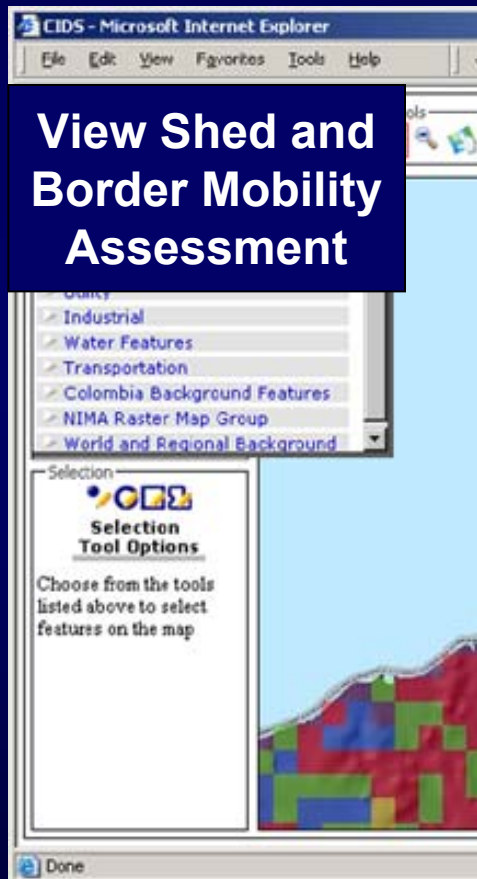 CIDS - Microsoft Internet Explorer
File Edit View Favorites Tools Help
ols
View Shed and
Border Mobility
Assessment
Utility
Industrial
Water Features
Transportation
Colombia Background Features
NIMA Raster Map Group
World and Regional Background
Selection
Selection
Tool Options
Choose from the tools
listed above to select
features on the map
Done